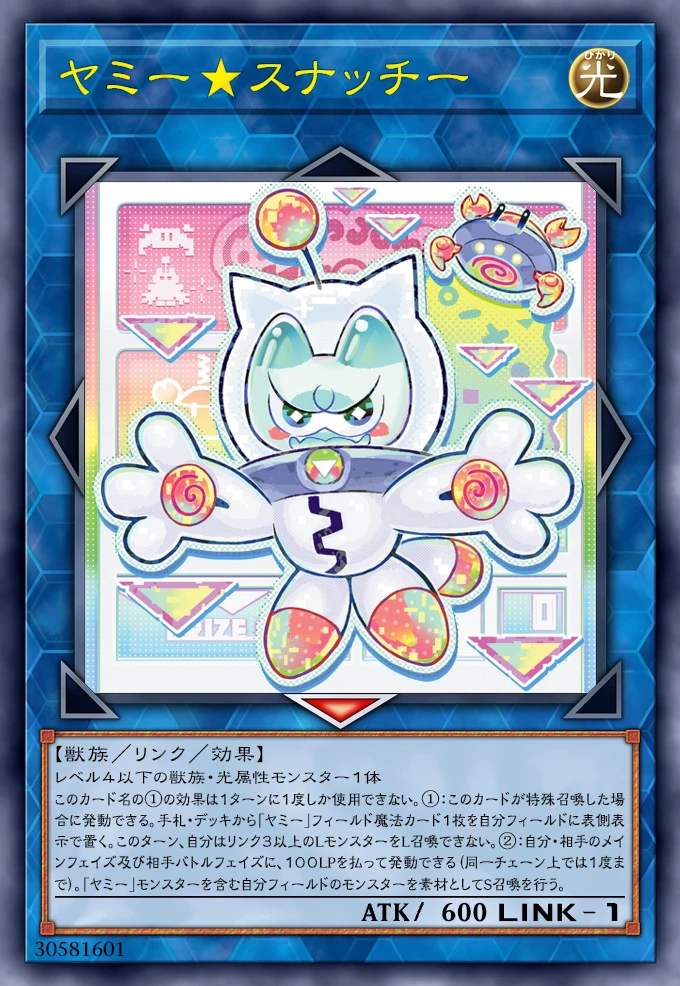 ヤミー★スナッチー
ひかり
光
RIZE
0
【獣族／リンク／効果】
レベル４以下の獣族・光属性モンスター１体
このカード名の①の効果は１ターンに１度しか使用できない。①：このカードが特殊召喚した場
合に発動できる。手札・デッキから「ヤミー」フィールド魔法カード１枚を自分フィールドに表側表
示で置く。このターン、自分はリンク３以上のLモンスターをL召喚できない。②：自分・相手のメイ
ンフェイズ及び相手バトルフェイズに、１００LPを払って発動できる（同一チェーン上では１度ま
で）。「ヤミー」モンスターを含む自分フィールドのモンスターを素材としてS召喚を行う。
ATK/ 600 LINK－1
30581601